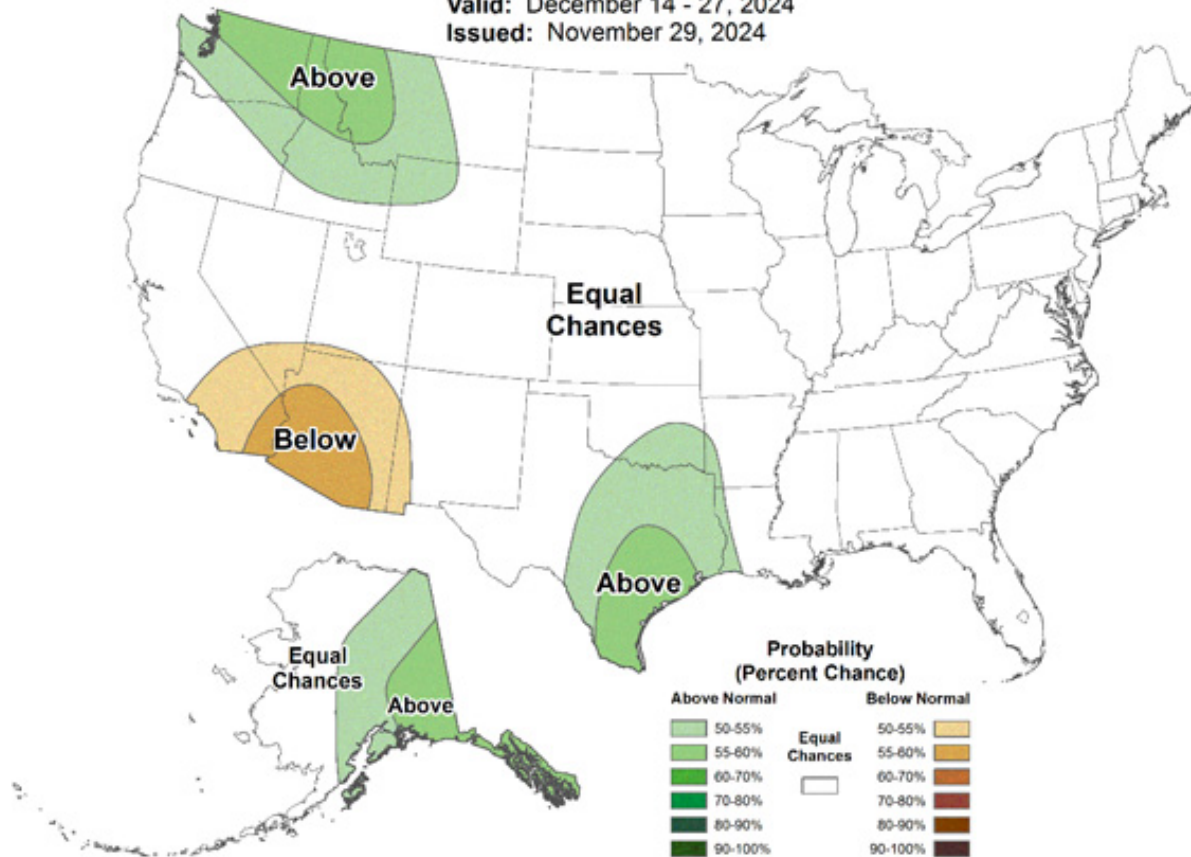 Valid: December 14 - 27, 2024
Issued: November 29, 2024
Above
Equal
Chances
Below
Above
Equal
Chances
Above
Probability
(Percent Chance)
Above Normal
Below Normal
50-55%
55-60%
60-70%
70-80%
80-90%
90-100%
Equal
Chances
50-55%
55-60%
60-70%
70-80%
80-90%
90-100%